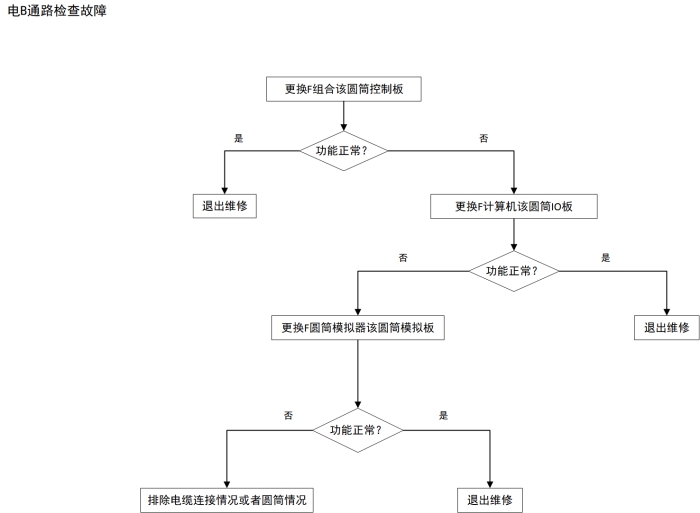 电B通路检查故障
更换F组合该圆筒控制板
是
否
功能正常?
退出维修
更换F计算机该圆筒IO板
否
是
功能正常?
更换F圆筒模拟器该圆筒模拟板
退出维修
否
是
功能正常?
排除电缆连接情况或者圆筒情况
退出维修